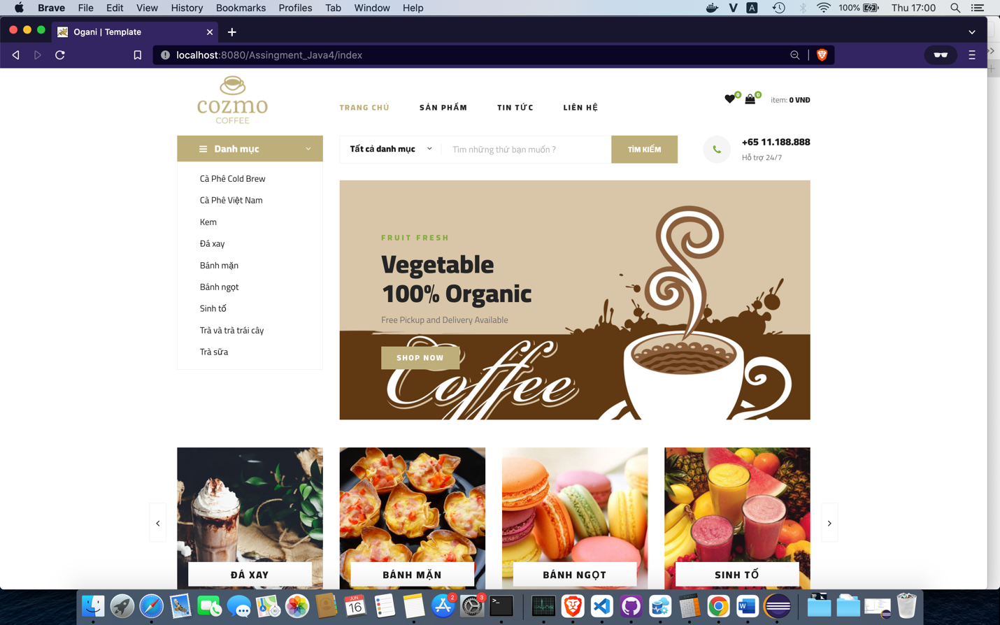 Brave File Edit View History Bookmarks Profiles Tab Window Help
V A 100% Thu 17:00
Ogani | Template
localhost:8080/Assingment_Java4/index
cozmo
COFFEE
TRANG CHỦ SẢN PHẨM TIN TỨC LIÊN HỆ
0 0 item: 0 VNĐ
Danh mục
Tất cả danh mục Tìm những thứ bạn muốn ? TÌM KIẾM
+65 11.188.888
Hỗ trợ 24/7
Cà Phê Cold Brew
Cà Phê Việt Nam
Kem
Đá xay
Bánh mặn
Bánh ngọt
Sinh tố
Trà và trà trái cây
Trà sữa
FRUIT FRESH
Vegetable
100% Organic
Free Pickup and Delivery Available
SHOP NOW
Coffee
ĐÁ XAY BÁNH MẶN BÁNH NGỌT SINH TỐ
JUN
16
2
3